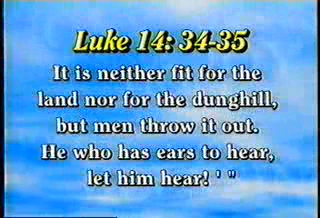 Luke 14: 34-35
It is neither fit for the
land nor for the dunghill,
but men throw it out.
He who has ears to hear,
let him hear! ' "